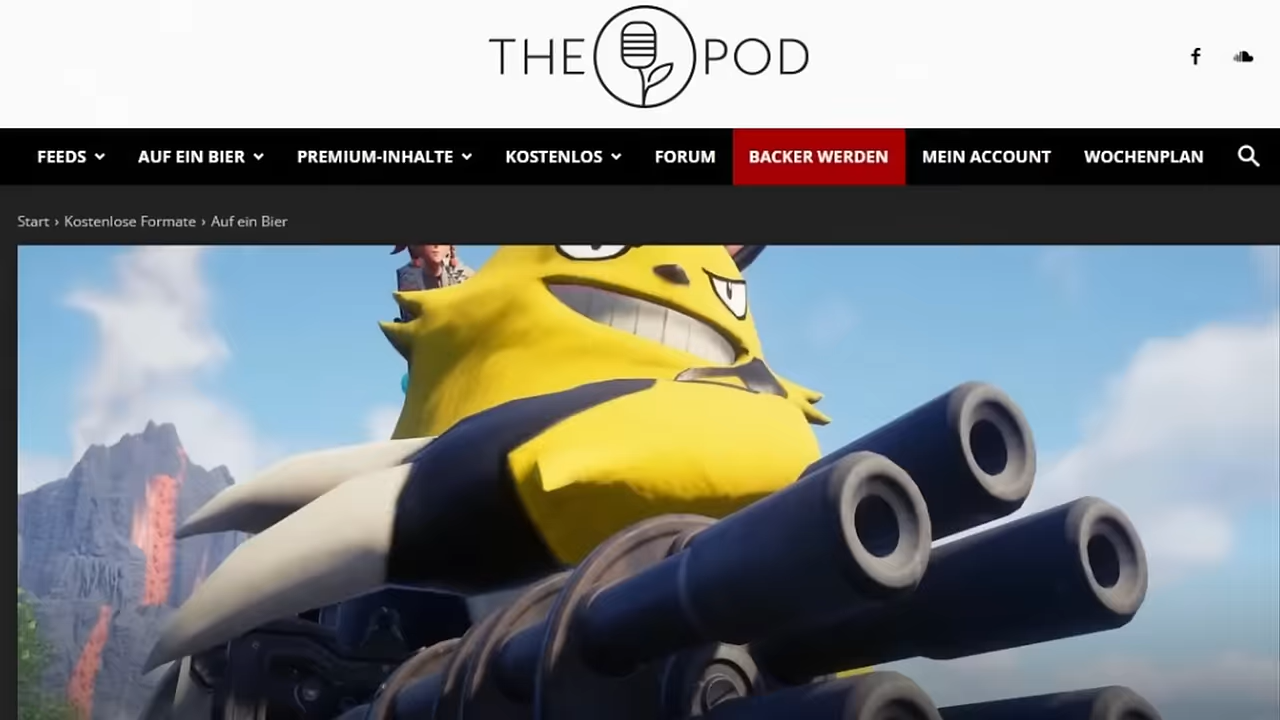 THE POD
FEEDS AUF EIN BIER PREMIUM-INHALTE KOSTENLOS FORUM BACKER WERDEN MEIN ACCOUNT WOCHENPLAN
Start › Kostenlose Formate › Auf ein Bier